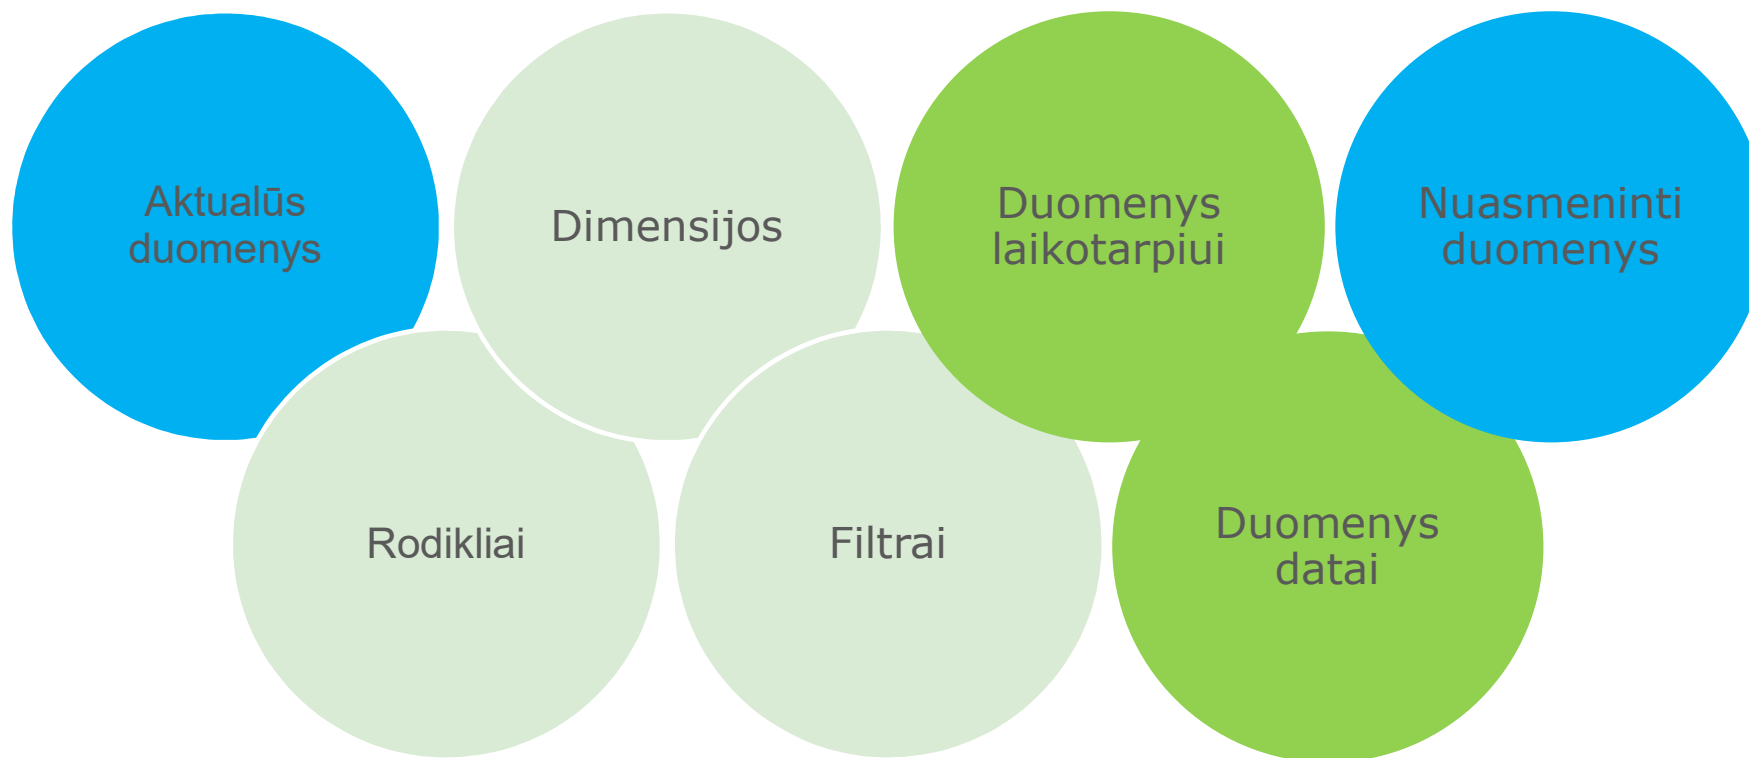 Aktualūs
duomenys
Dimensijos
Duomenys
laikotarpiui
Nuasmeninti
duomenys
Rodikliai
Filtrai
Duomenys
datai